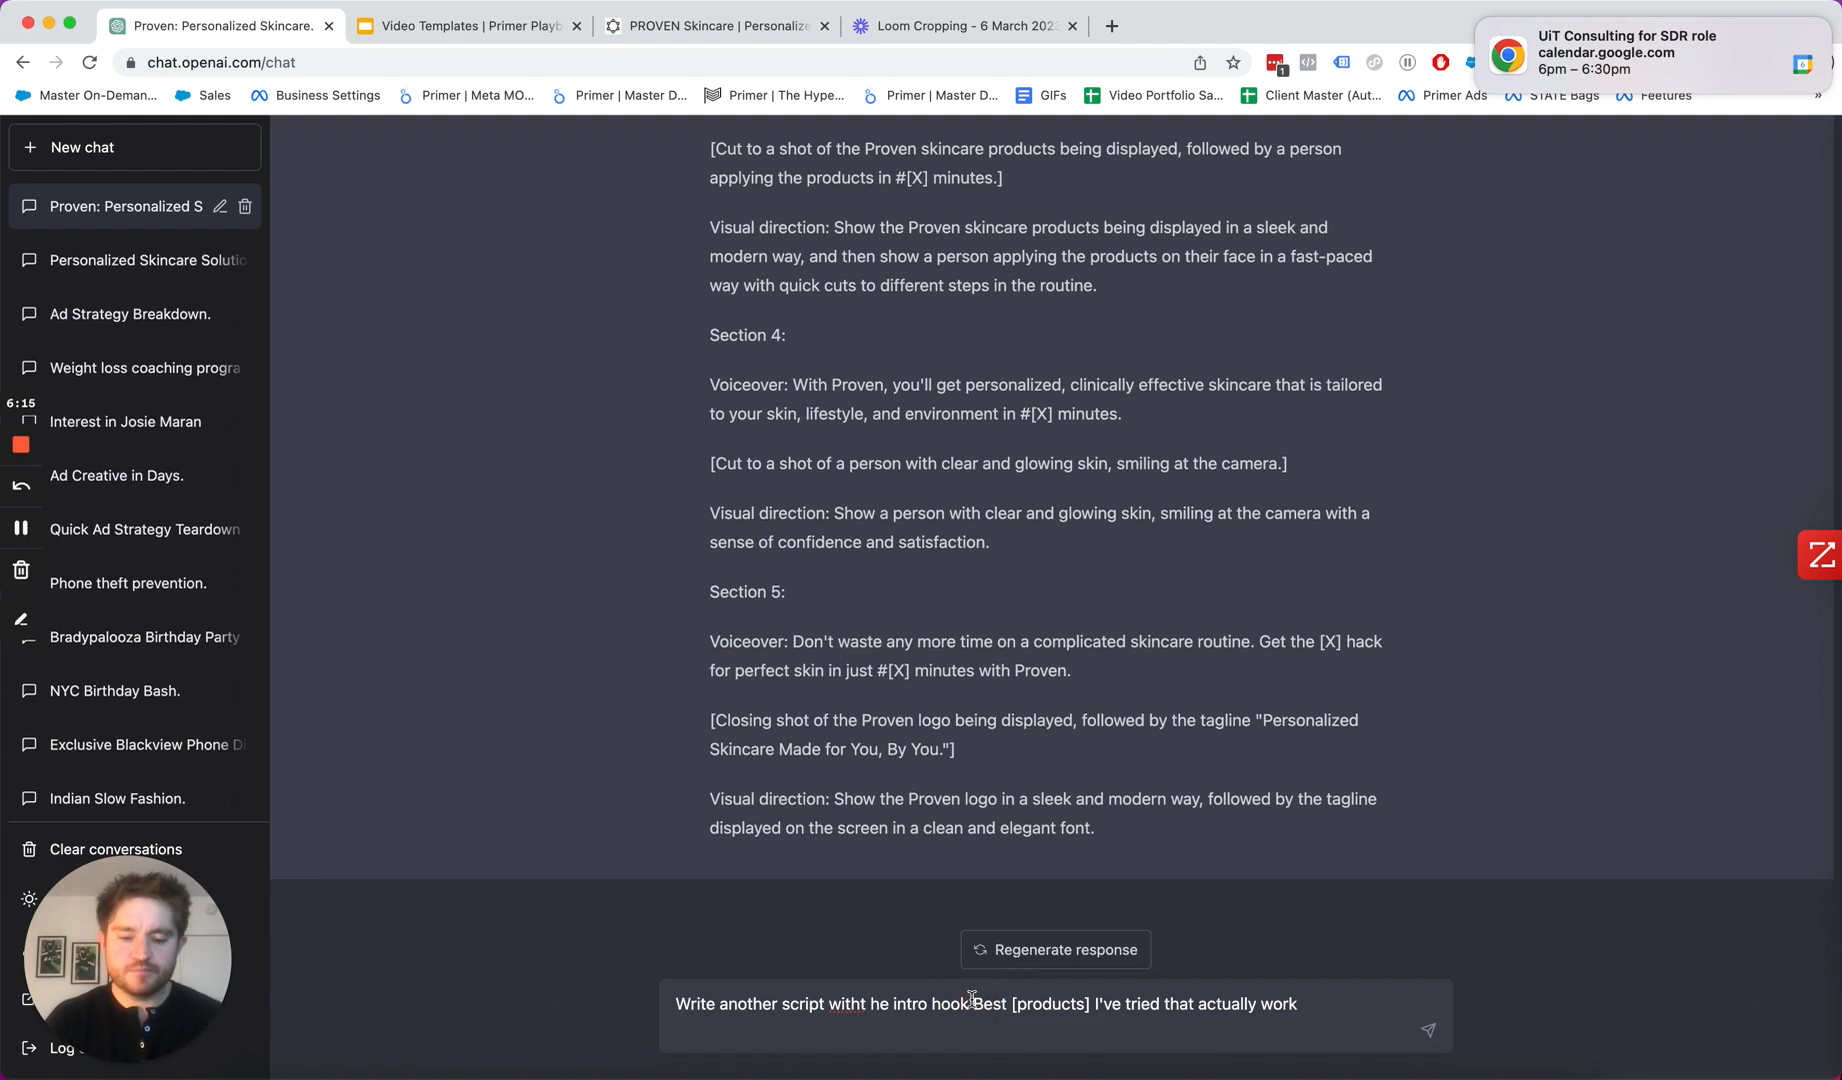 Proven: Personalized Skincare.
Video Templates | Primer Playb
PROVEN Skincare | Personalize
Loom Cropping - 6 March 2023
chat.openai.com/chat
1
UiT Consulting for SDR role
calendar.google.com
6pm – 6:30pm
Master On-Deman...
Sales
Business Settings
Primer | Meta MO...
Primer | Master D...
Primer | The Hype...
Primer | Master D...
GIFs
Video Portfolio Sa...
Client Master (Aut...
Primer Ads
STATE Bags
Feetures
»
New chat
Proven: Personalized S
Personalized Skincare Solutio
Ad Strategy Breakdown.
Weight loss coaching progra
6:15
Interest in Josie Maran
Ad Creative in Days.
Quick Ad Strategy Teardown
Phone theft prevention.
Bradypalooza Birthday Party
NYC Birthday Bash.
Exclusive Blackview Phone Di
Indian Slow Fashion.
Clear conversations
Log
[Cut to a shot of the Proven skincare products being displayed, followed by a person
applying the products in #[X] minutes.]
Visual direction: Show the Proven skincare products being displayed in a sleek and
modern way, and then show a person applying the products on their face in a fast-paced
way with quick cuts to different steps in the routine.
Section 4:
Voiceover: With Proven, you'll get personalized, clinically effective skincare that is tailored
to your skin, lifestyle, and environment in #[X] minutes.
[Cut to a shot of a person with clear and glowing skin, smiling at the camera.]
Visual direction: Show a person with clear and glowing skin, smiling at the camera with a
sense of confidence and satisfaction.
Section 5:
Voiceover: Don't waste any more time on a complicated skincare routine. Get the [X] hack
for perfect skin in just #[X] minutes with Proven.
[Closing shot of the Proven logo being displayed, followed by the tagline "Personalized
Skincare Made for You, By You."]
Visual direction: Show the Proven logo in a sleek and modern way, followed by the tagline
displayed on the screen in a clean and elegant font.
Regenerate response
Write another script witht he intro hook Best [products] I've tried that actually work